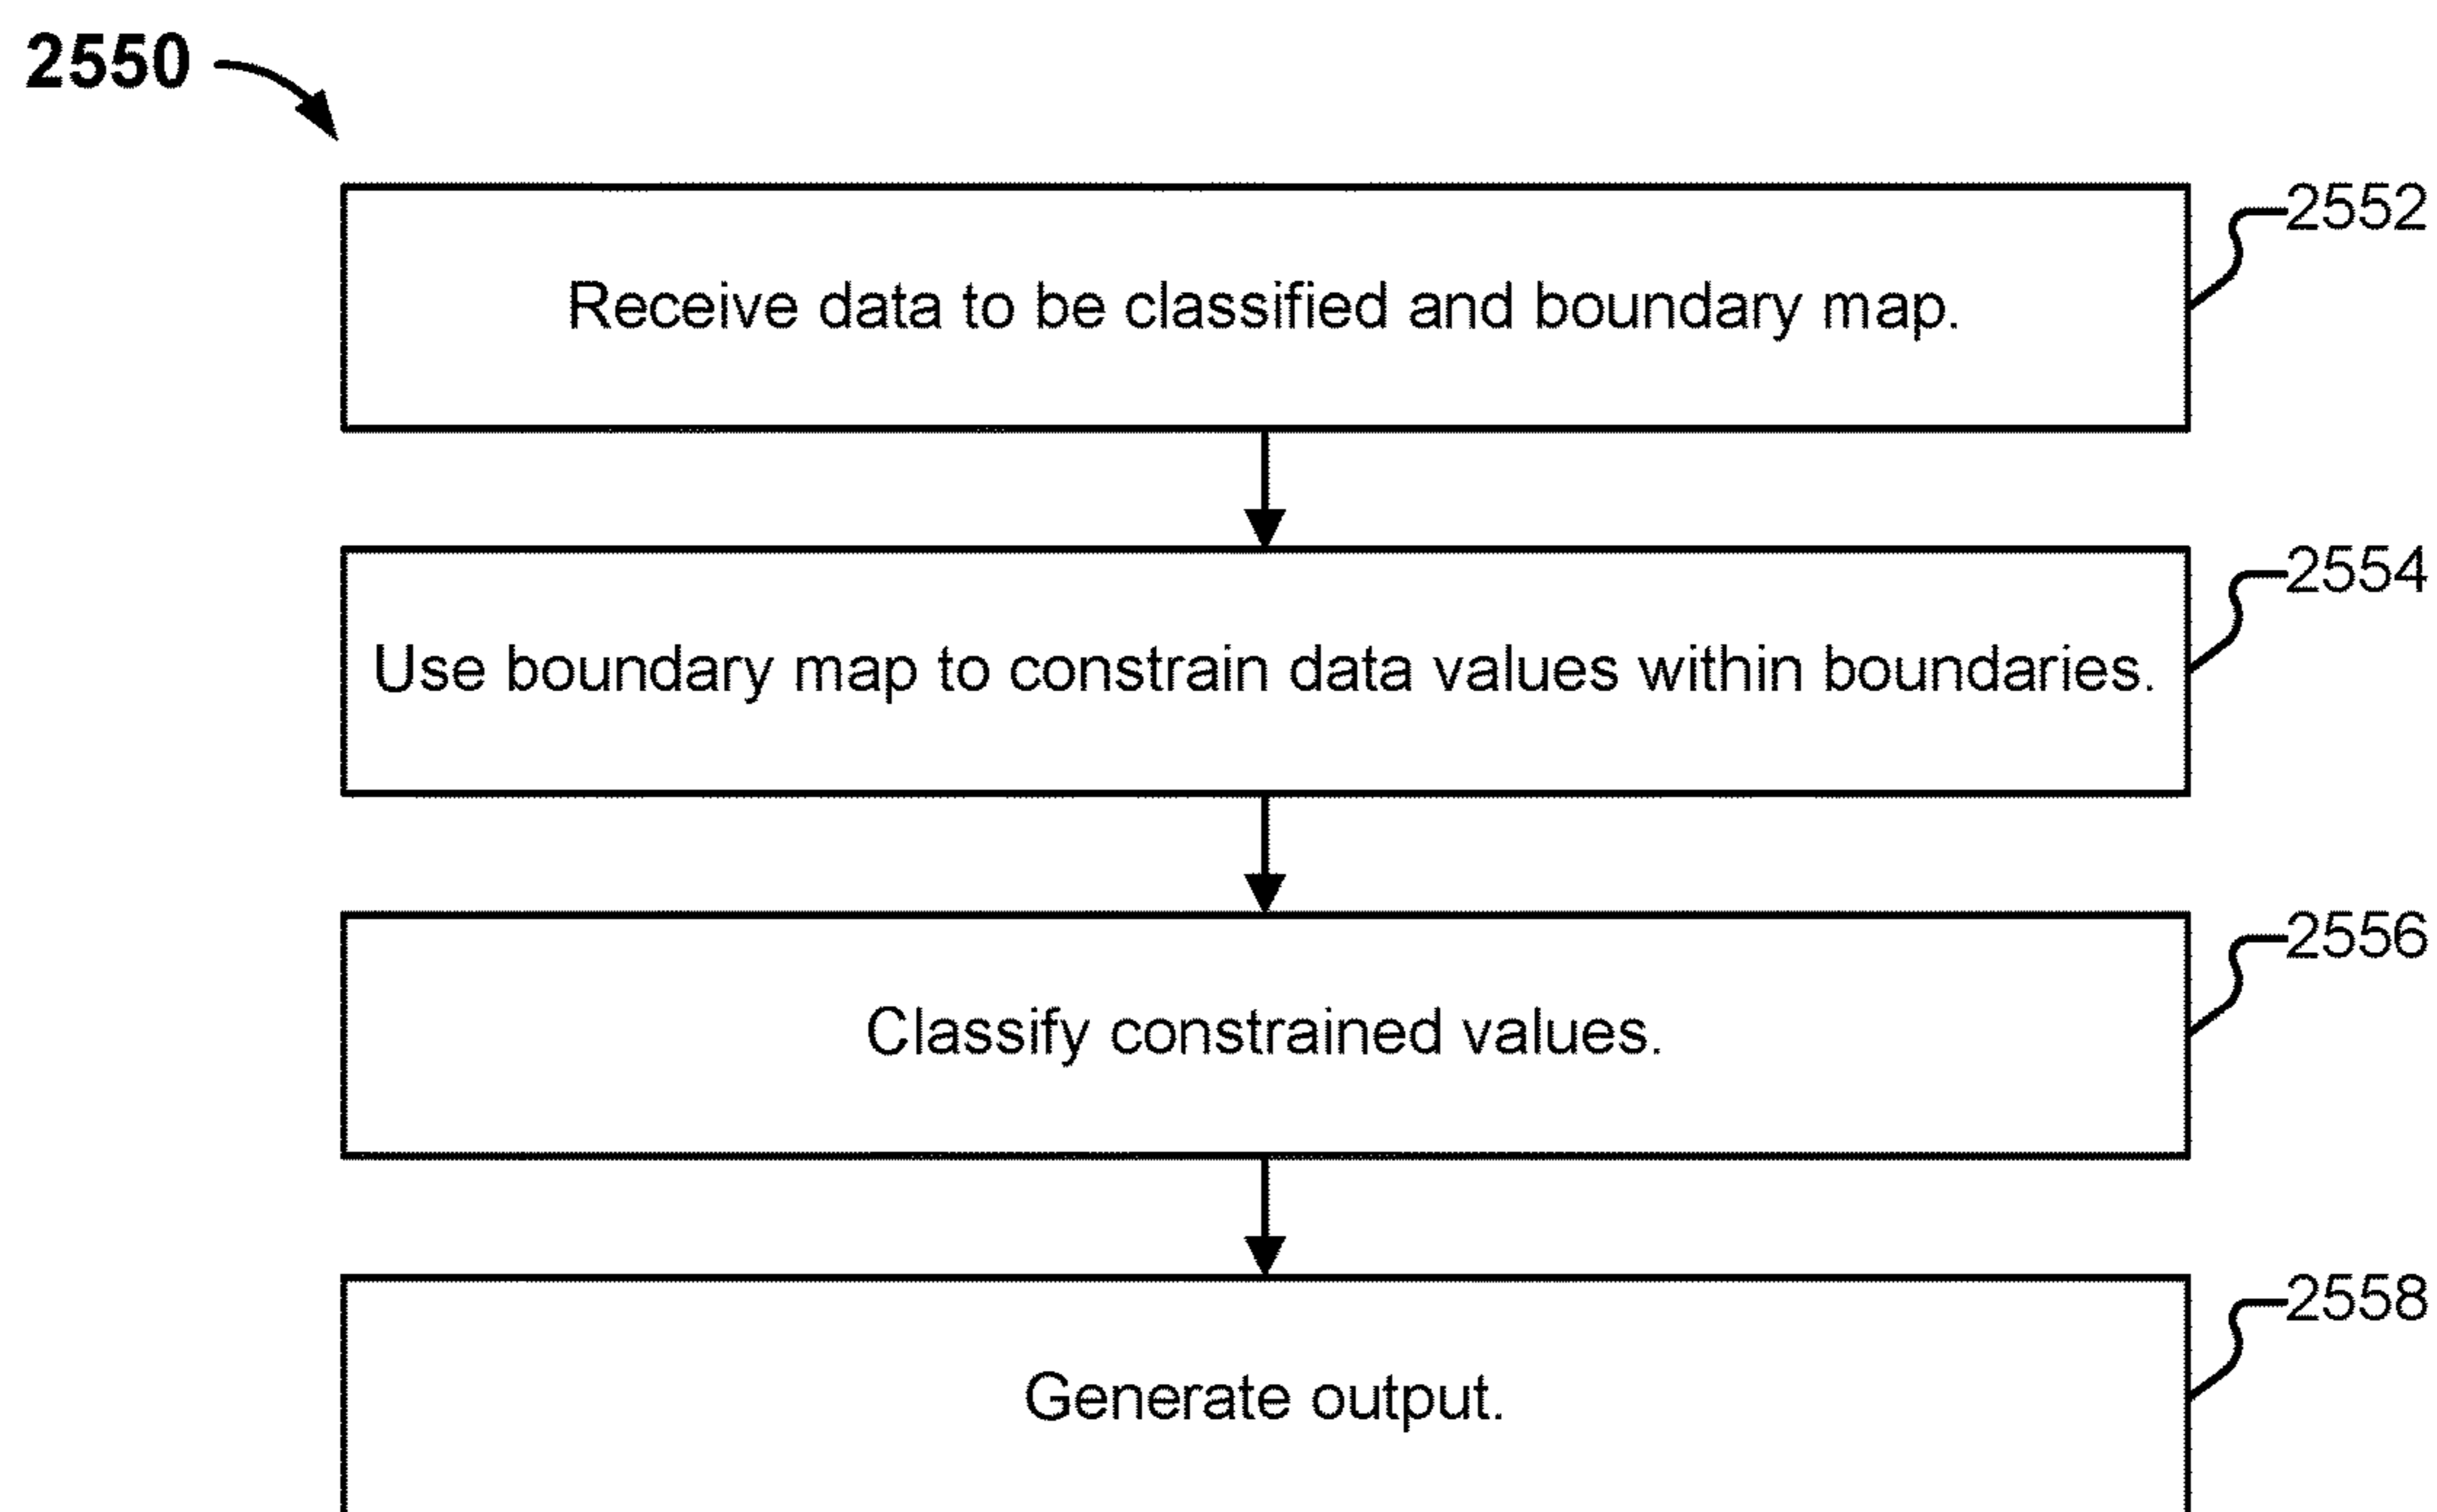 2550
2552
Receive data to be classified and boundary map.
2554
Use boundary map to constrain data values within boundaries.
2556
Classify constrained values.
2558
Generate output.